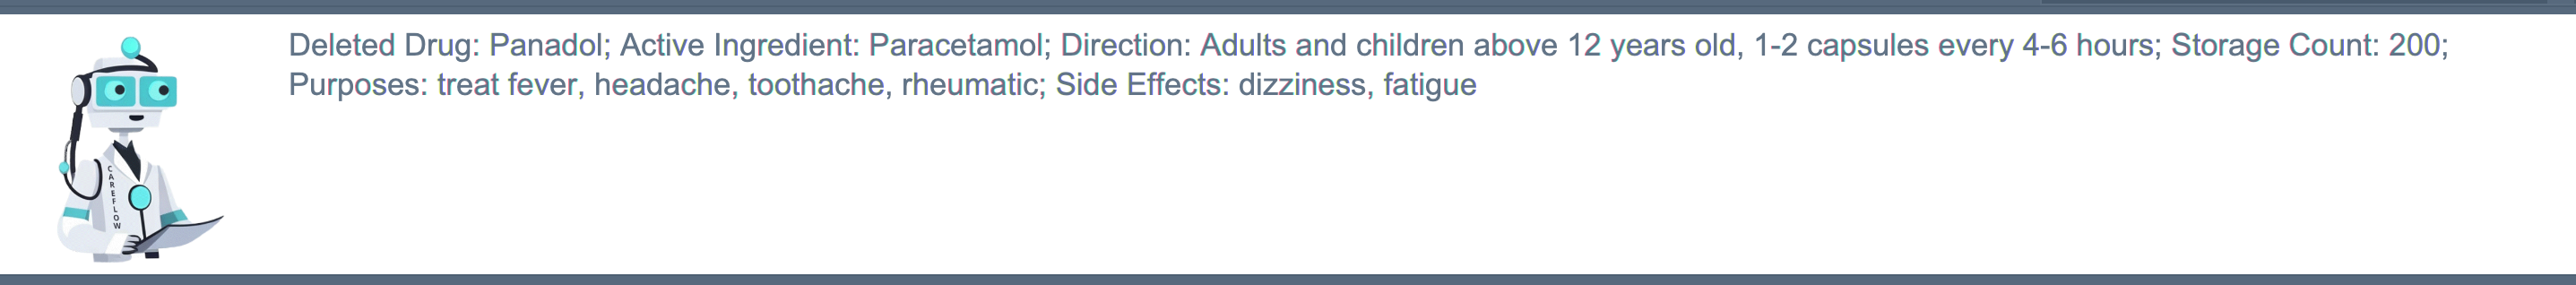 Deleted Drug: Panadol; Active Ingredient: Paracetamol; Direction: Adults and children above 12 years old, 1-2 capsules every 4-6 hours; Storage Count: 200;
Purposes: treat fever, headache, toothache, rheumatic; Side Effects: dizziness, fatigue
CAREFLOW